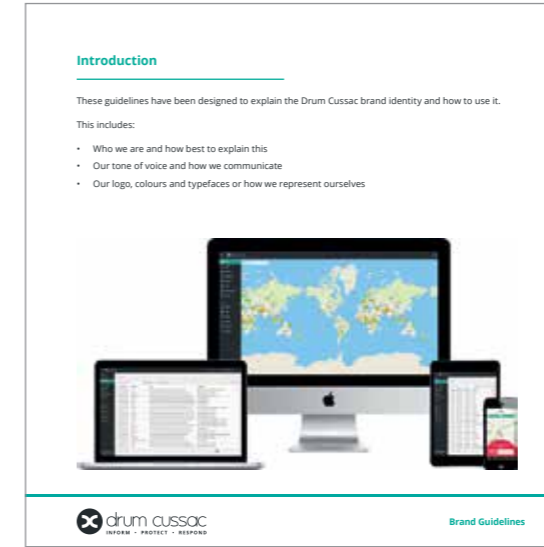 Introduction
These guidelines have been designed to explain the Drum Cussac brand identity and how to use it.
This includes:
• Who we are and how best to explain this
• Our tone of voice and how we communicate
• Our logo, colours and typefaces or how we represent ourselves
drum cussac
INFORM • PROTECT • RESPOND
Brand Guidelines